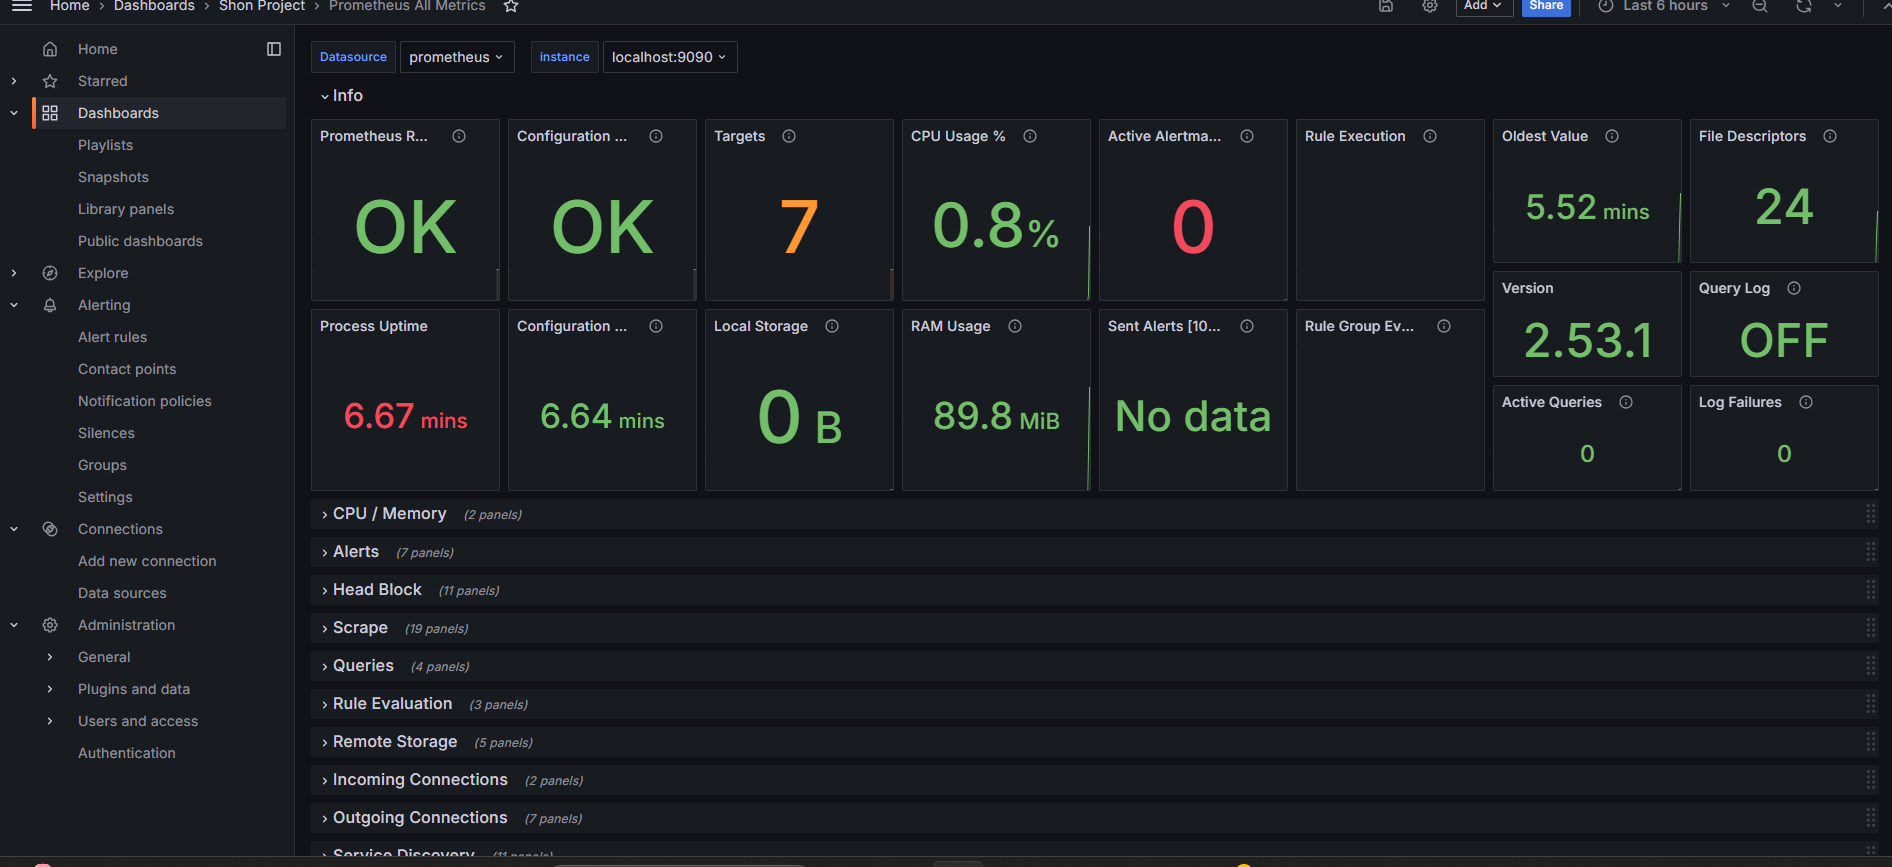 Home › Dashboards › Shon Project › Prometheus All Metrics
Add
Share
Last 6 hours
Home
Starred
Dashboards
Playlists
Snapshots
Library panels
Public dashboards
Explore
Alerting
Alert rules
Contact points
Notification policies
Silences
Groups
Settings
Connections
Add new connection
Data sources
Administration
General
Plugins and data
Users and access
Authentication
Datasource prometheus instance localhost:9090
Info
Prometheus R...
OK
Configuration ...
OK
Targets
7
CPU Usage %
0.8%
Active Alertma...
0
Rule Execution
Oldest Value
5.52 mins
File Descriptors
24
Process Uptime
6.67 mins
Configuration ...
6.64 mins
Local Storage
0 B
RAM Usage
89.8 MiB
Sent Alerts [10...
No data
Rule Group Ev...
Version
2.53.1
Query Log
OFF
Active Queries
0
Log Failures
0
CPU / Memory (2 panels)
Alerts (7 panels)
Head Block (11 panels)
Scrape (19 panels)
Queries (4 panels)
Rule Evaluation (3 panels)
Remote Storage (5 panels)
Incoming Connections (2 panels)
Outgoing Connections (7 panels)
Service Discovery (11 panels)